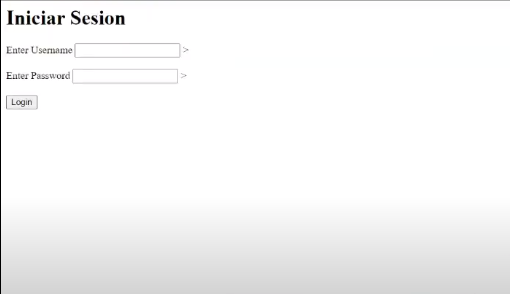 Iniciar Sesion
Enter Username >
Enter Password >
Login